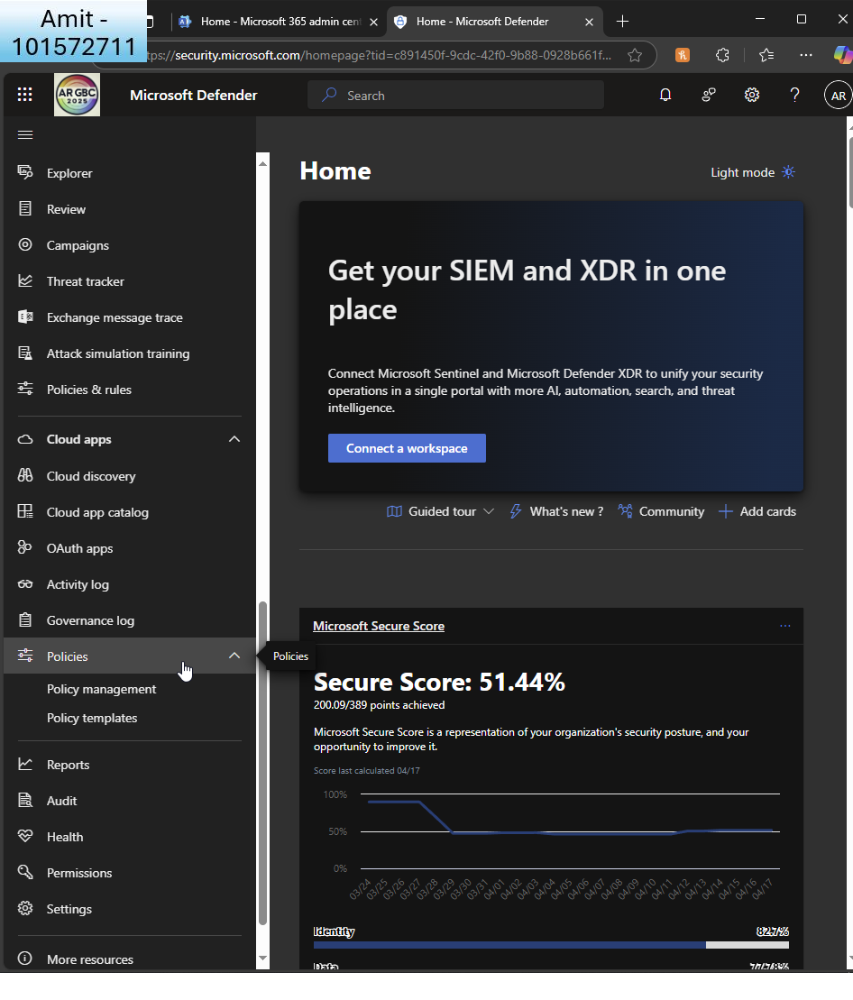 Amit -
101572711
Home - Microsoft 365 admin cent
Home - Microsoft Defender
tps://security.microsoft.com/homepage?tid=c891450f-9cdc-42f0-9b88-0928b661f...
AR GBC
2025
Microsoft Defender
Search
AR
Explorer
Review
Campaigns
Threat tracker
Exchange message trace
Attack simulation training
Policies & rules
Cloud apps
Cloud discovery
Cloud app catalog
OAuth apps
Activity log
Governance log
Policies
Policy management
Policy templates
Reports
Audit
Health
Permissions
Settings
More resources
Policies
Home
Light mode
Get your SIEM and XDR in one
place
Connect Microsoft Sentinel and Microsoft Defender XDR to unify your security
operations in a single portal with more AI, automation, search, and threat
intelligence.
Connect a workspace
Guided tour
What's new ?
Community
Add cards
Microsoft Secure Score
Secure Score: 51.44%
200.09/389 points achieved
Microsoft Secure Score is a representation of your organization's security posture, and your
opportunity to improve it.
Score last calculated 04/17
100%
50%
0%
03/24 03/25 03/26 03/27 03/28 03/29 03/30 03/31 04/01 04/02 04/03 04/04 04/05 04/06 04/07 04/08 04/09 04/10 04/11 04/12 04/13 04/14 04/15 04/16 04/17
Identity 82.7%
Data 77.78%